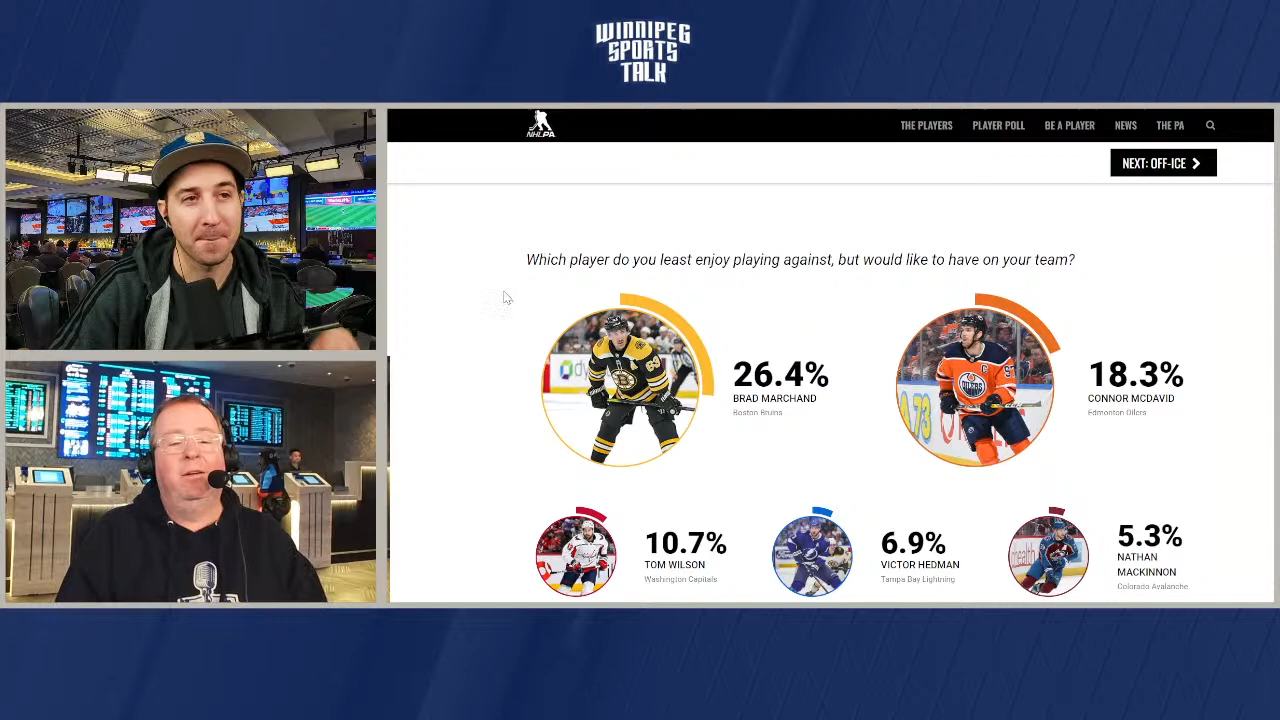 WINNIPEG
SPORTS
TALK
NHLPA
THE PLAYERS
PLAYER POLL
BE A PLAYER
NEWS
THE PA
NEXT: OFF-ICE
Which player do you least enjoy playing against, but would like to have on your team?
26.4%
BRAD MARCHAND
Boston Bruins
18.3%
CONNOR MCDAVID
Edmonton Oilers
10.7%
TOM WILSON
Washington Capitals
6.9%
VICTOR HEDMAN
Tampa Bay Lightning
5.3%
NATHAN
MACKINNON
Colorado Avalanche